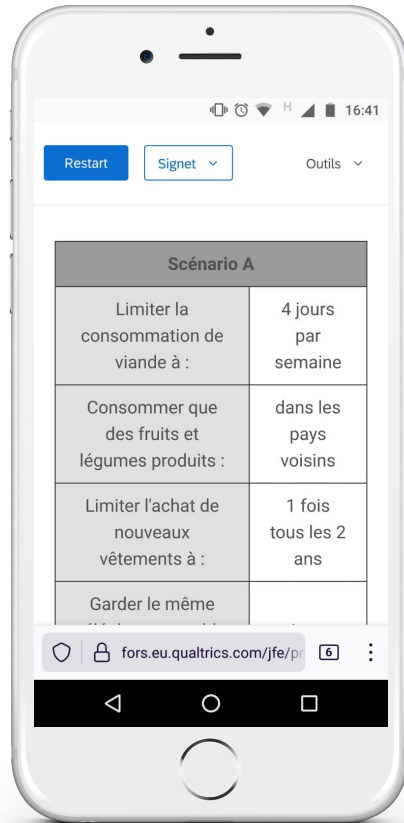 H 16:41
Restart Signet Outils
Scénario A
Limiter la
consommation de
viande à :
4 jours
par
semaine
Consommer que
des fruits et
légumes produits :
dans les
pays
voisins
Limiter l'achat de
nouveaux
vêtements à :
1 fois
tous les 2
ans
Garder le même
fors.eu.qualtrics.com/jfe/pr 6